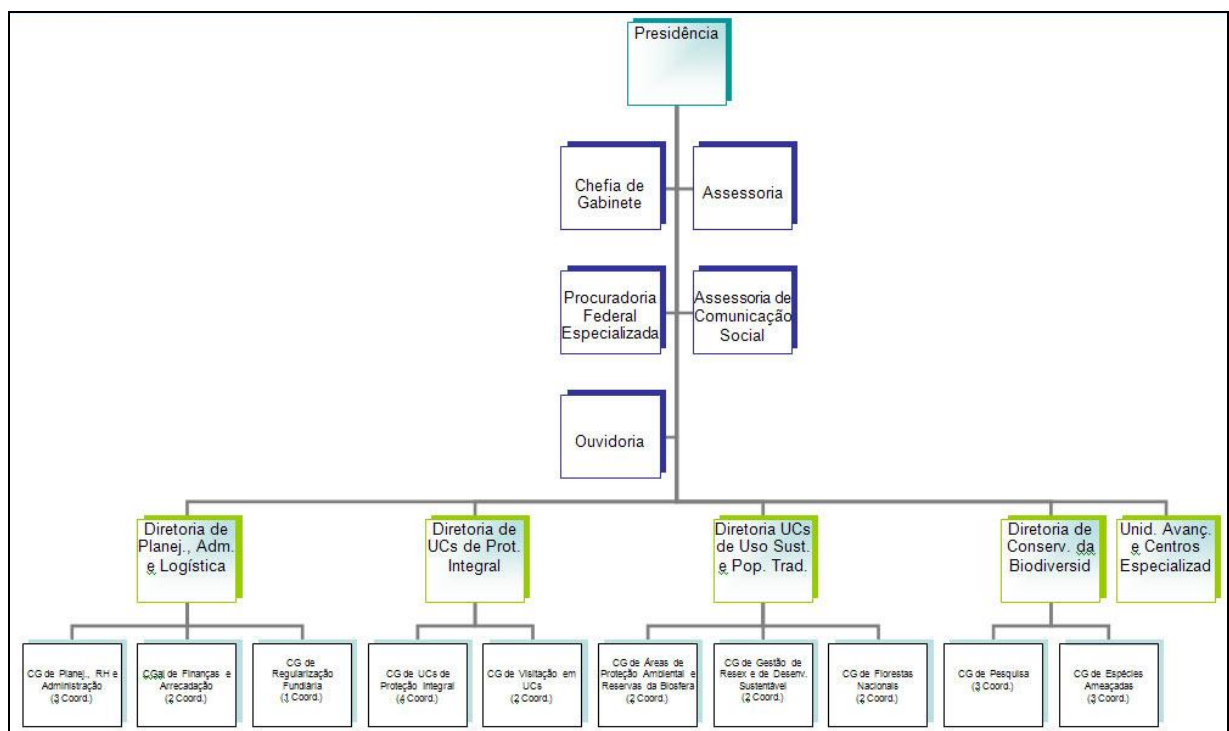 Presidência
Chefia de
Gabinete
Assessoria
Procuradoria
Federal
Especializada
Assessoria de
Comunicação
Social
Ouvidoria
Diretoria de
Planej., Adm.
e Logística
Diretoria de
UCs de Prot.
Integral
Diretoria UCs
de Uso Sust.
e Pop. Trad.
Diretoria de
Conserv. da
Biodiversid
Unid. Avanç.
e Centros
Especializad
CG de Planej., RH e
Administração
(3 Coord.)
CGal de Finanças e
Arrecadação
(2 Coord.)
CG de
Regularização
Fundiária
(1 Coord.)
CG de UCs de
Proteção Integral
(4 Coord.)
CG de Visitação em
UCs
(2 Coord.)
CG de Áreas de
Proteção Ambiental e
Reservas da Biosfera
(2 Coord.)
CG de Gestão de
Resex e de Desenv.
Sustentável
(2 Coord.)
CG de Florestas
Nacionais
(2 Coord.)
CG de Pesquisa
(3 Coord.)
CG de Espécies
Ameaçadas
(3 Coord.)